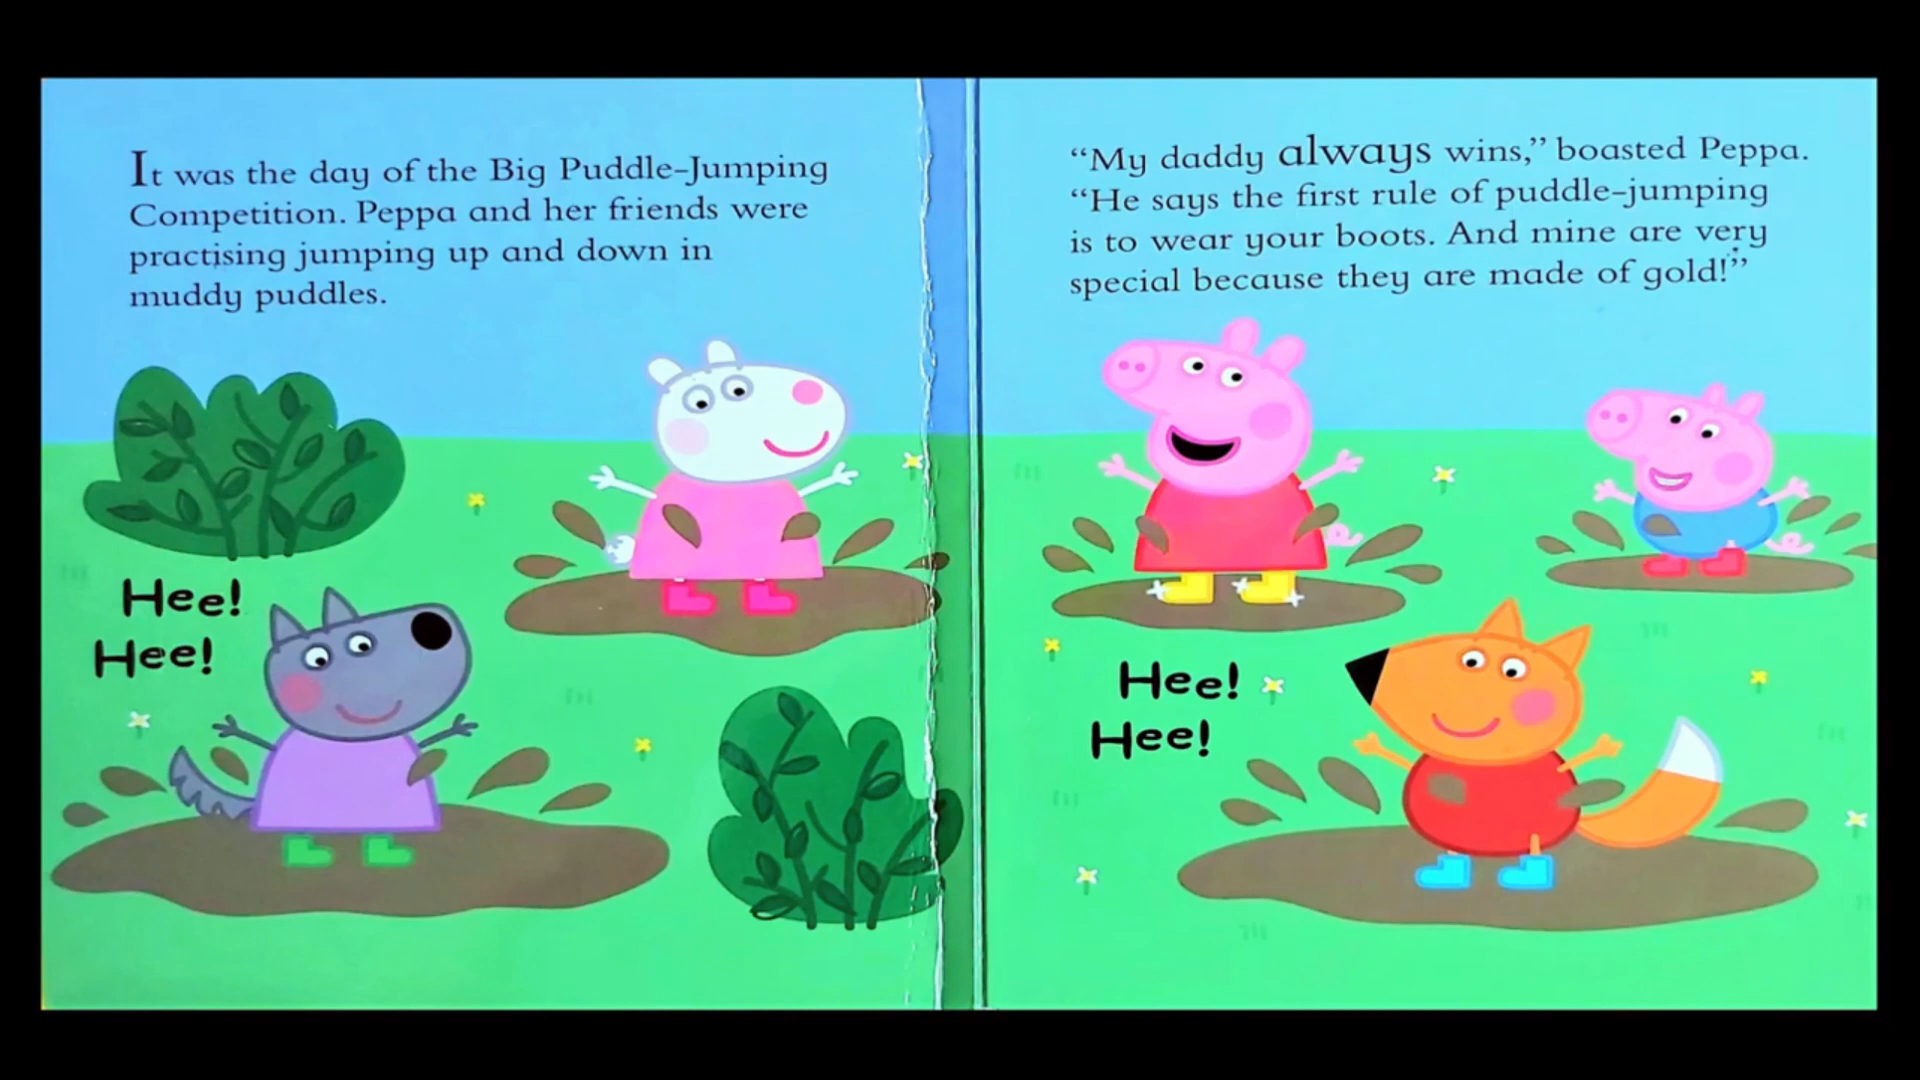 It was the day of the Big Puddle-Jumping
Competition. Peppa and her friends were
practising jumping up and down in
muddy puddles.
Hee!
Hee!
“My daddy always wins,” boasted Peppa.
“He says the first rule of puddle-jumping
is to wear your boots. And mine are very
special because they are made of gold!”
Hee!
Hee!